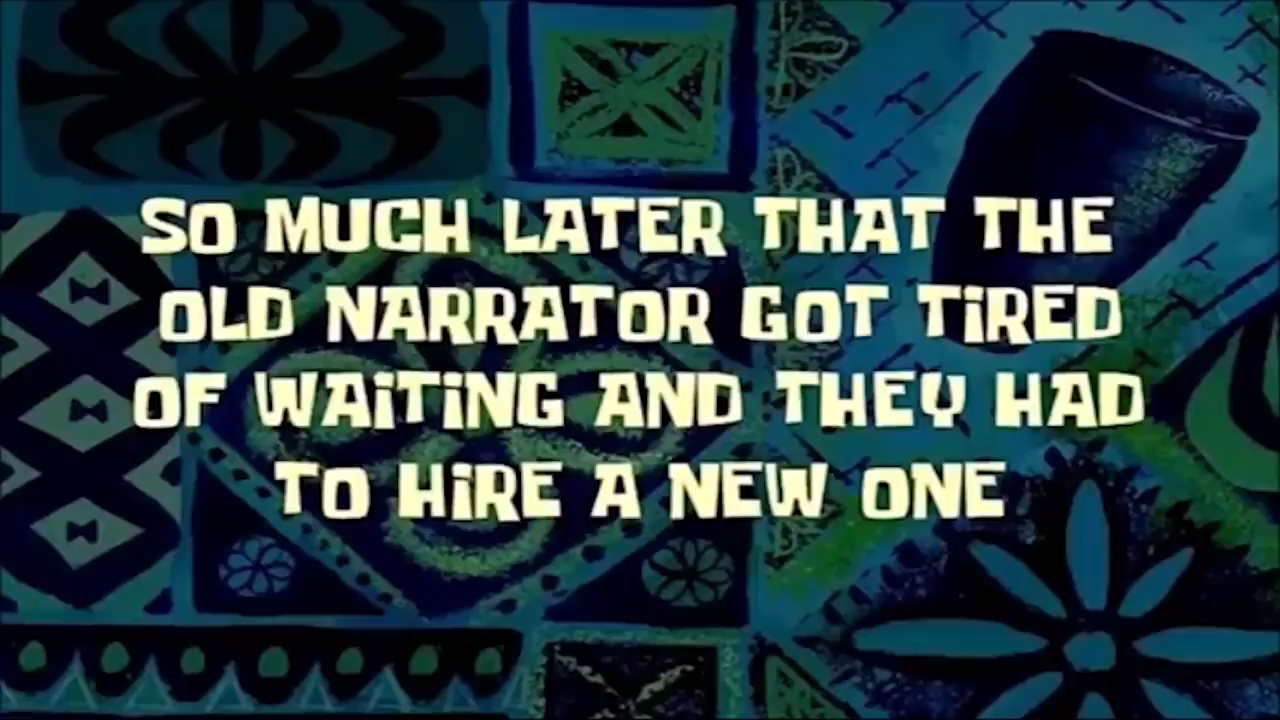 SO MUCH LATER THAT THE
OLD NARRATOR GOT TiRED
OF WAiTiNG AND THEY HAD
TO HiRE A NEW ONE